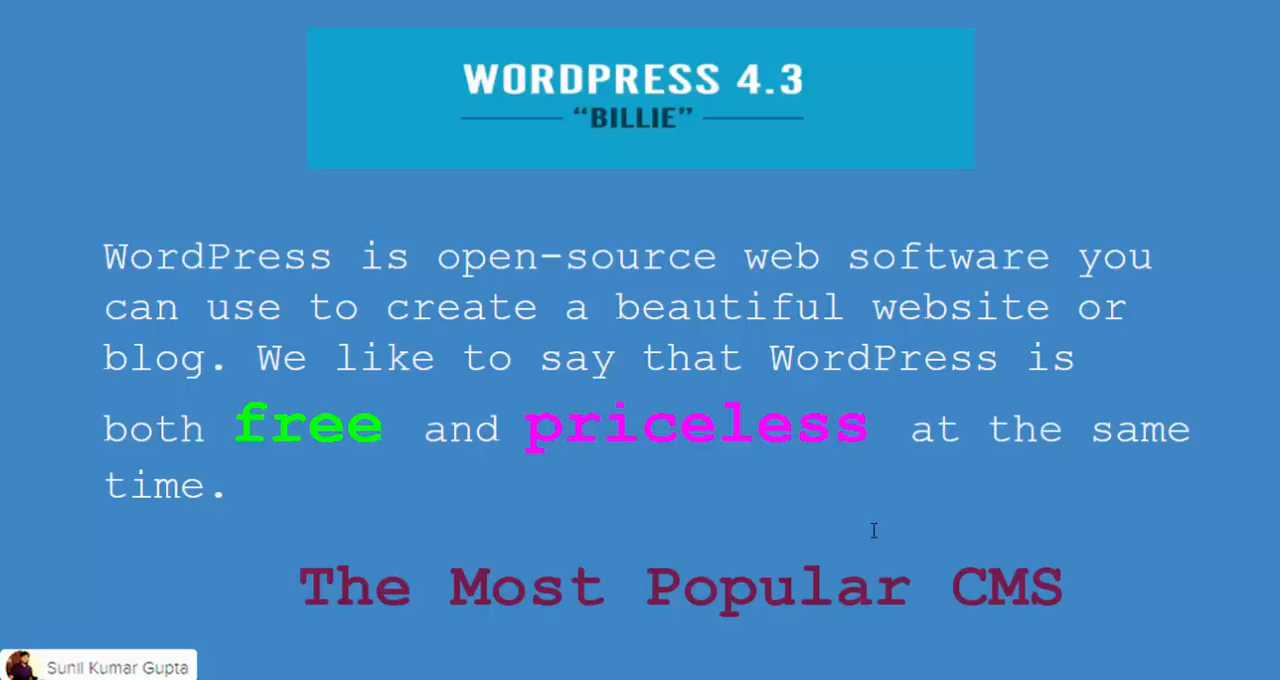 WORDPRESS 4.3
“BILLIE”
WordPress is open-source web software you
can use to create a beautiful website or
blog. We like to say that WordPress is
both free and priceless at the same
time.
The Most Popular CMS
Sunil Kumar Gupta